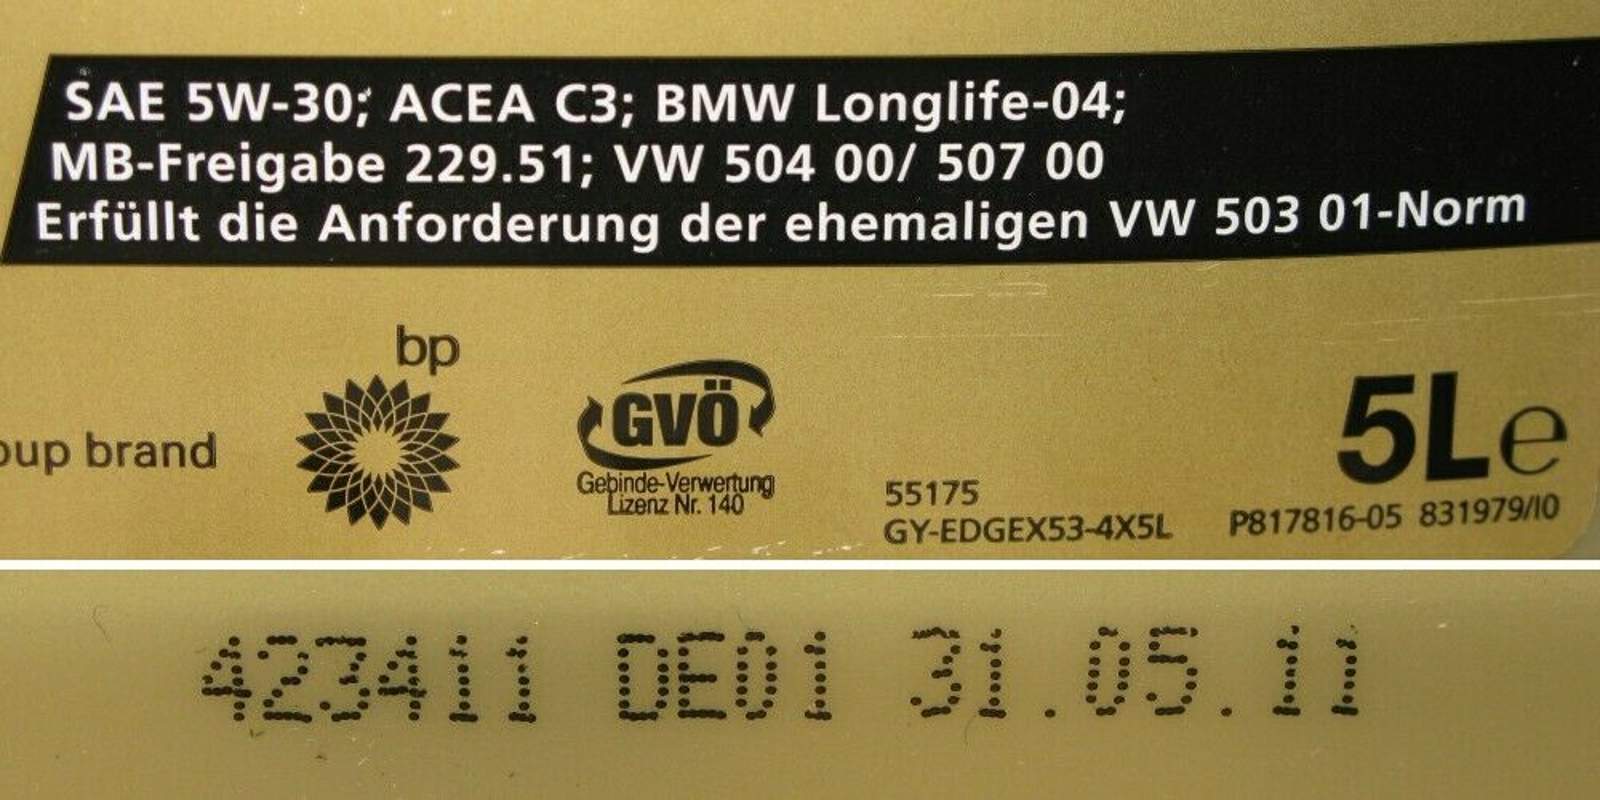 SAE 5W-30; ACEA C3; BMW Longlife-04;
MB-Freigabe 229.51; VW 504 00/ 507 00
Erfüllt die Anforderung der ehemaligen VW 503 01-Norm
bp
brand
GVÖ
Gebinde-Verwertung
Lizenz Nr. 140
5L e
55175
GY-EDGEX53-4X5L
P817816-05 831979/I0
423411 DE01 31.05.11